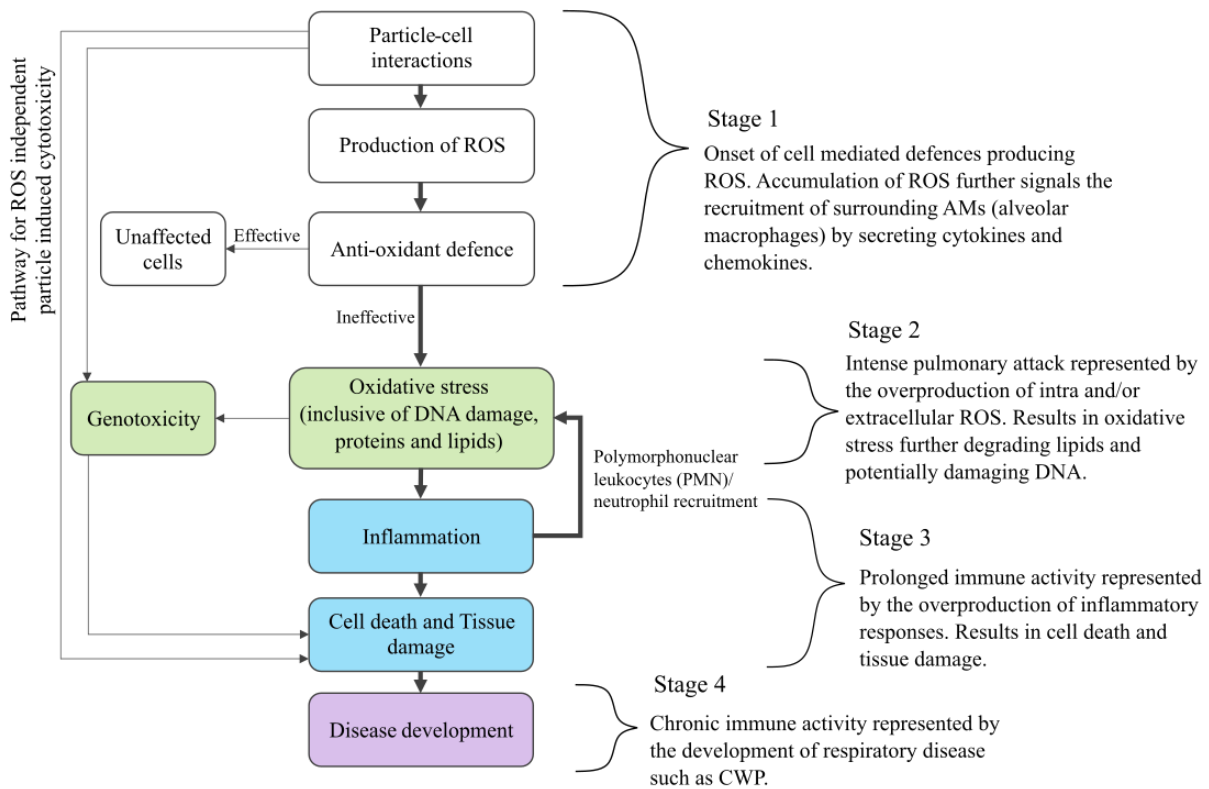 Pathway for ROS independent
particle induced cytotoxicity
Particle-cell
interactions
Production of ROS
Anti-oxidant defence
Effective
Unaffected
cells
Ineffective
Oxidative stress
(inclusive of DNA damage,
proteins and lipids)
Genotoxicity
Polymorphonuclear
leukocytes (PMN)/
neutrophil recruitment
Inflammation
Cell death and Tissue
damage
Disease development
Stage 1
Onset of cell mediated defences producing
ROS. Accumulation of ROS further signals the
recruitment of surrounding AMs (alveolar
macrophages) by secreting cytokines and
chemokines.
Stage 2
Intense pulmonary attack represented by
the overproduction of intra and/or
extracellular ROS. Results in oxidative
stress further degrading lipids and
potentially damaging DNA.
Stage 3
Prolonged immune activity represented
by the overproduction of inflammatory
responses. Results in cell death and
tissue damage.
Stage 4
Chronic immune activity represented by
the development of respiratory disease
such as CWP.